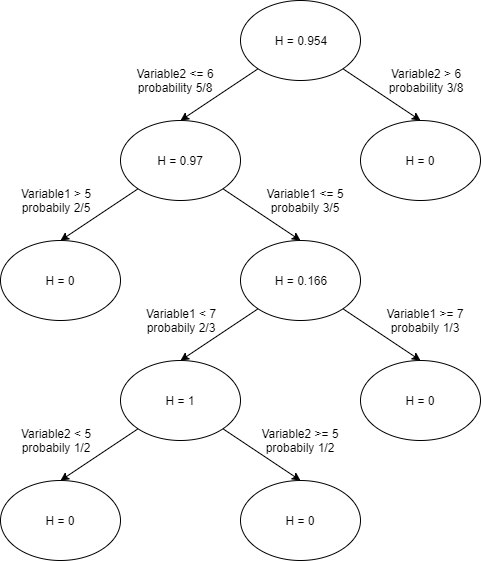 H = 0.954
Variable2 <= 6
probability 5/8
Variable2 > 6
probability 3/8
H = 0.97
H = 0
Variable1 > 5
probabily 2/5
Variable1 <= 5
probabily 3/5
H = 0
H = 0.166
Variable1 < 7
probabily 2/3
Variable1 >= 7
probabily 1/3
H = 1
H = 0
Variable2 < 5
probabily 1/2
Variable2 >= 5
probabily 1/2
H = 0
H = 0